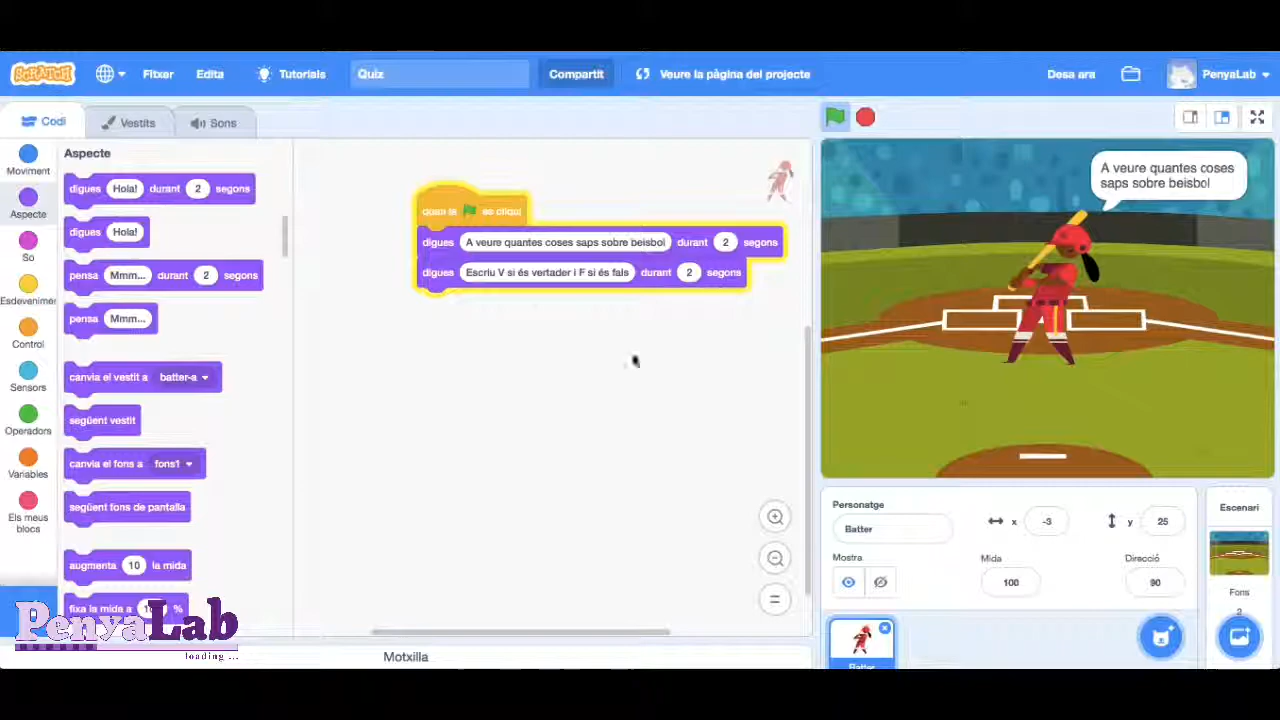 SCRATCH
Fitxer
Edita
Tutorials
Quiz
Compartit
Veure la pàgina del projecte
Desa ara
PenyaLab
Codi
Vestits
Sons
Moviment
Aspecte
So
Esdevenime
Control
Sensors
Operadors
Variables
Els meus
blocs
Aspecte
digues Hola! durant 2 segons
digues Hola!
pensa Mmm... durant 2 segons
pensa Mmm...
canvia el vestit a batter-a
següent vestit
canvia el fons a fons1
següent fons de pantalla
augmenta 10 la mida
fixa la mida a %
quan la es cliqui
digues A veure quantes coses saps sobre beisbol durant 2 segons
digues Escriu V si és vertader i F si és fals durant 2 segons
A veure quantes coses
saps sobre beisbol
Personatge
Batter
x -3
y 25
Mostra
Mida
100
Direcció
90
Batter
Escenari
Fons
2
Motxilla
PenyaLab
loading ...